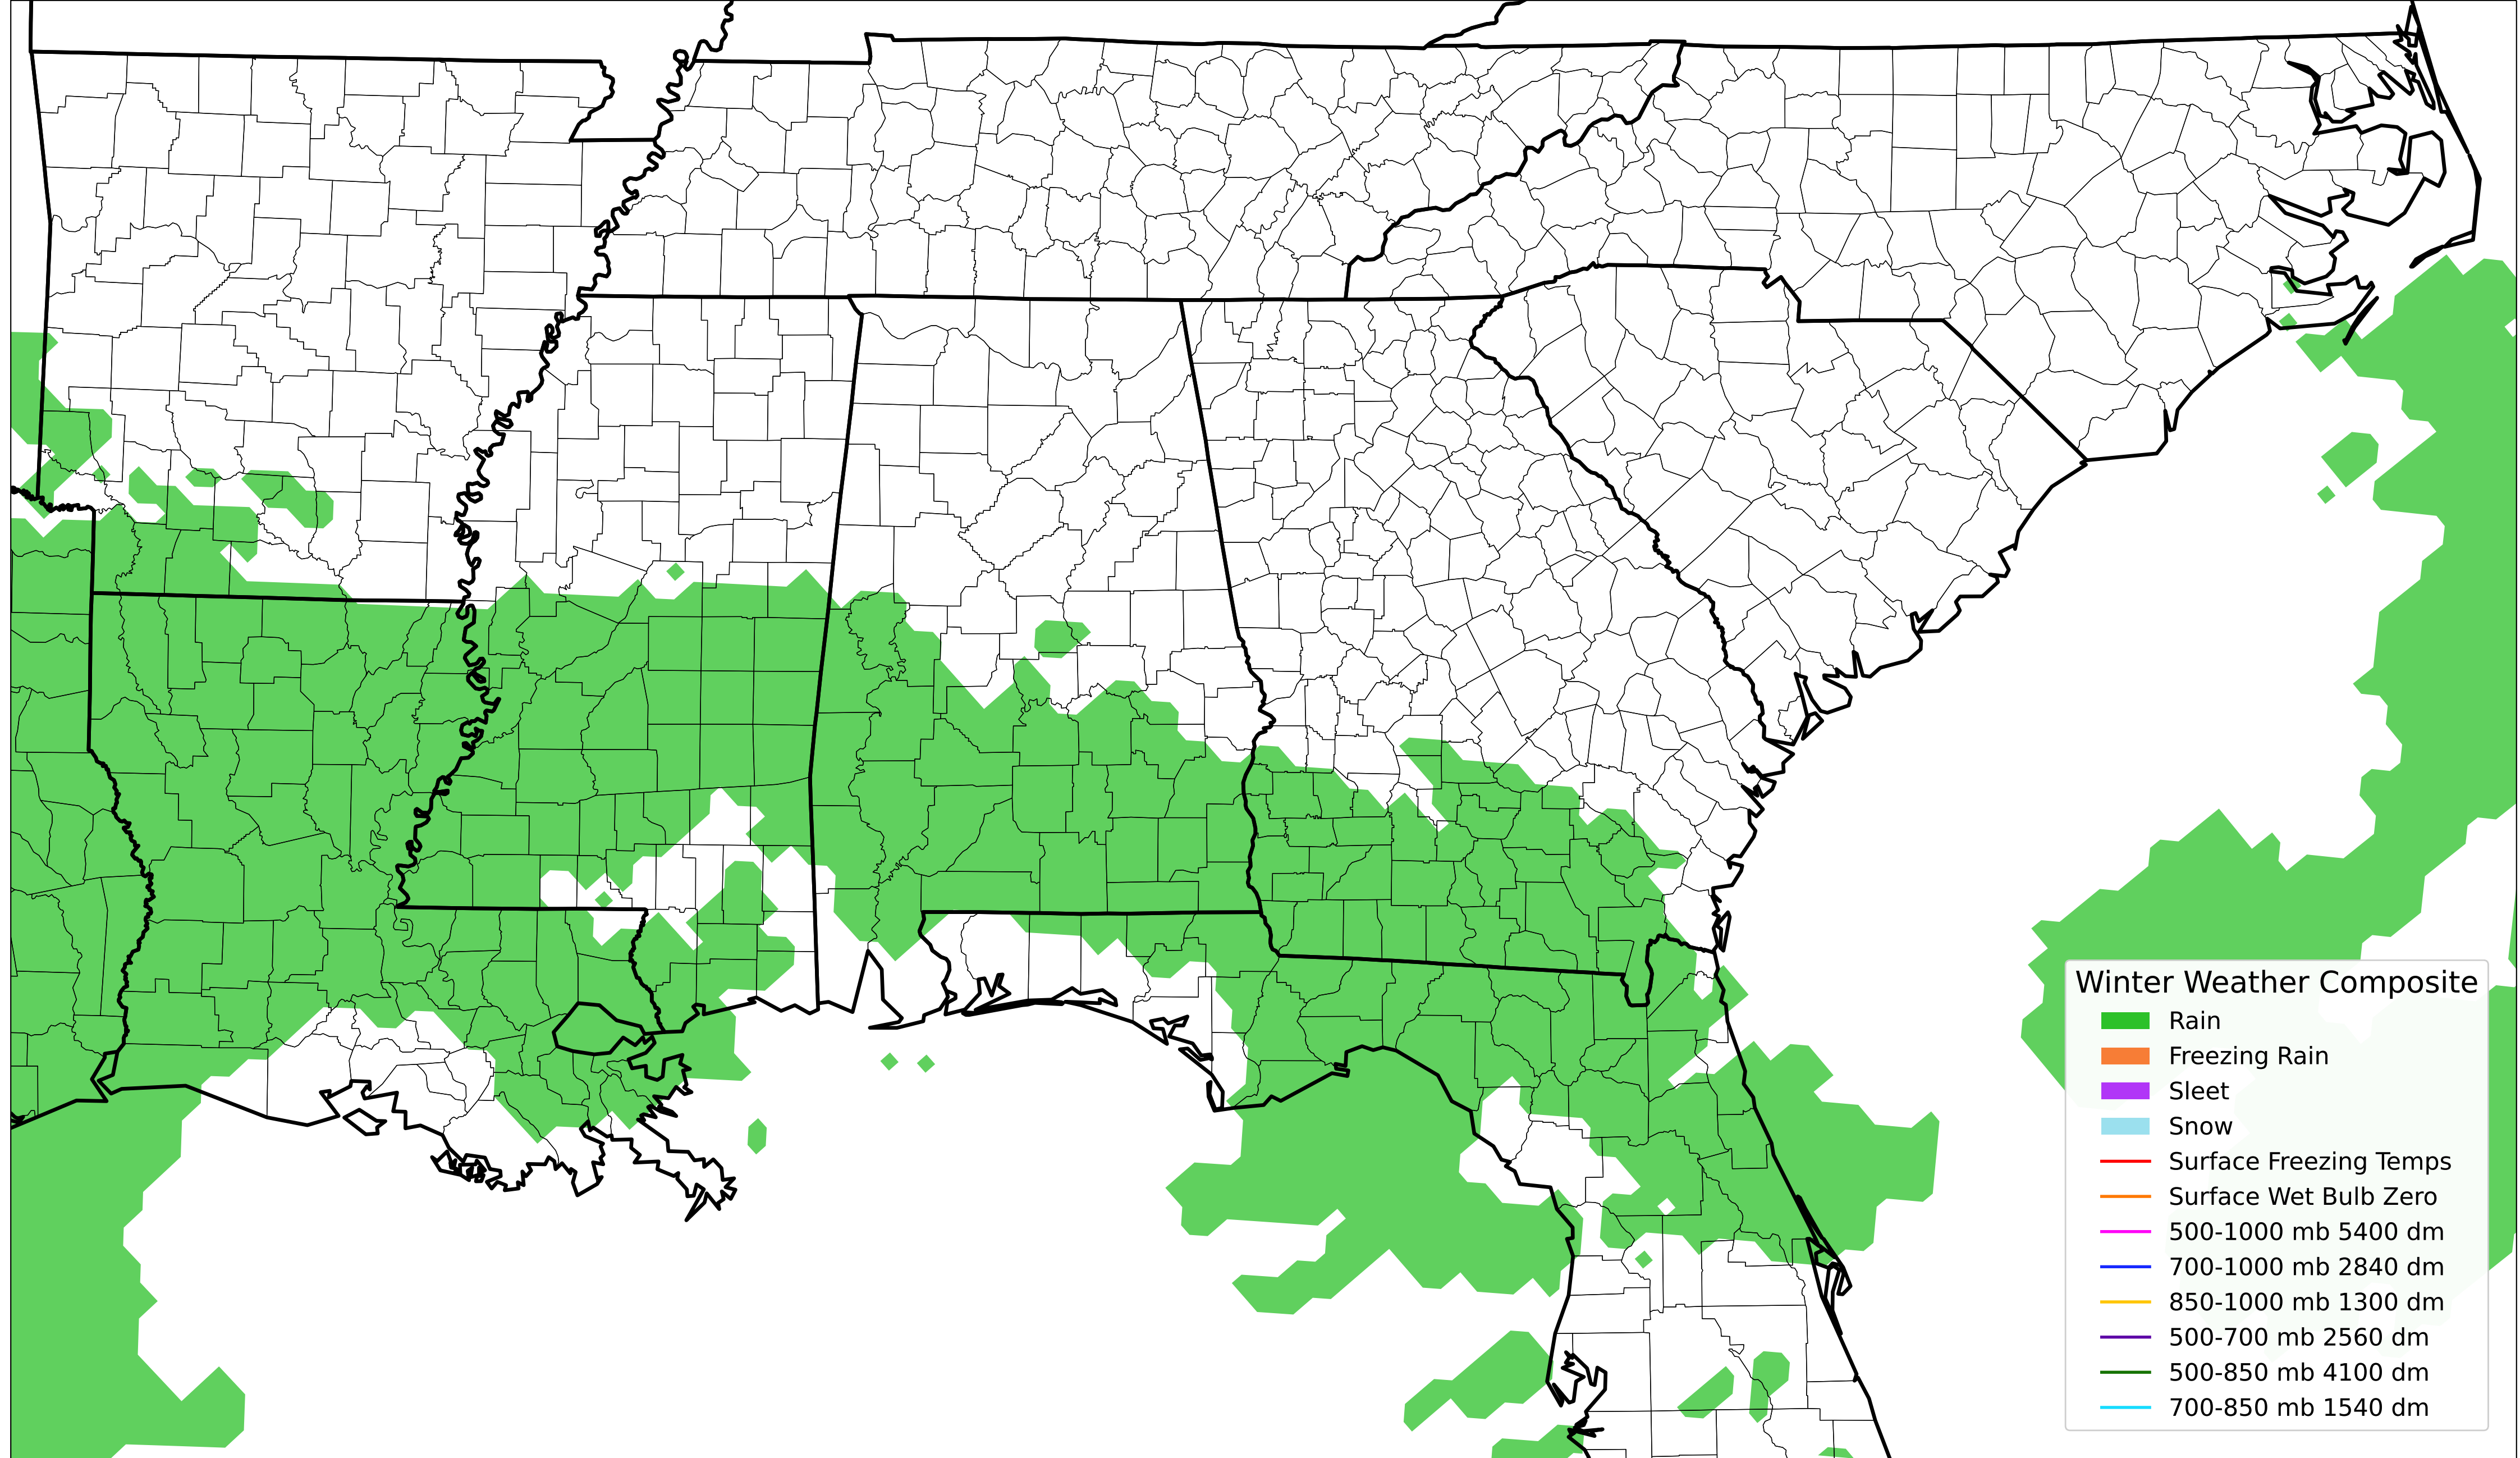 Winter Weather Composite
Rain
Freezing Rain
Sleet
Snow
Surface Freezing Temps
Surface Wet Bulb Zero
500-1000 mb 5400 dm
700-1000 mb 2840 dm
850-1000 mb 1300 dm
500-700 mb 2560 dm
500-850 mb 4100 dm
700-850 mb 1540 dm